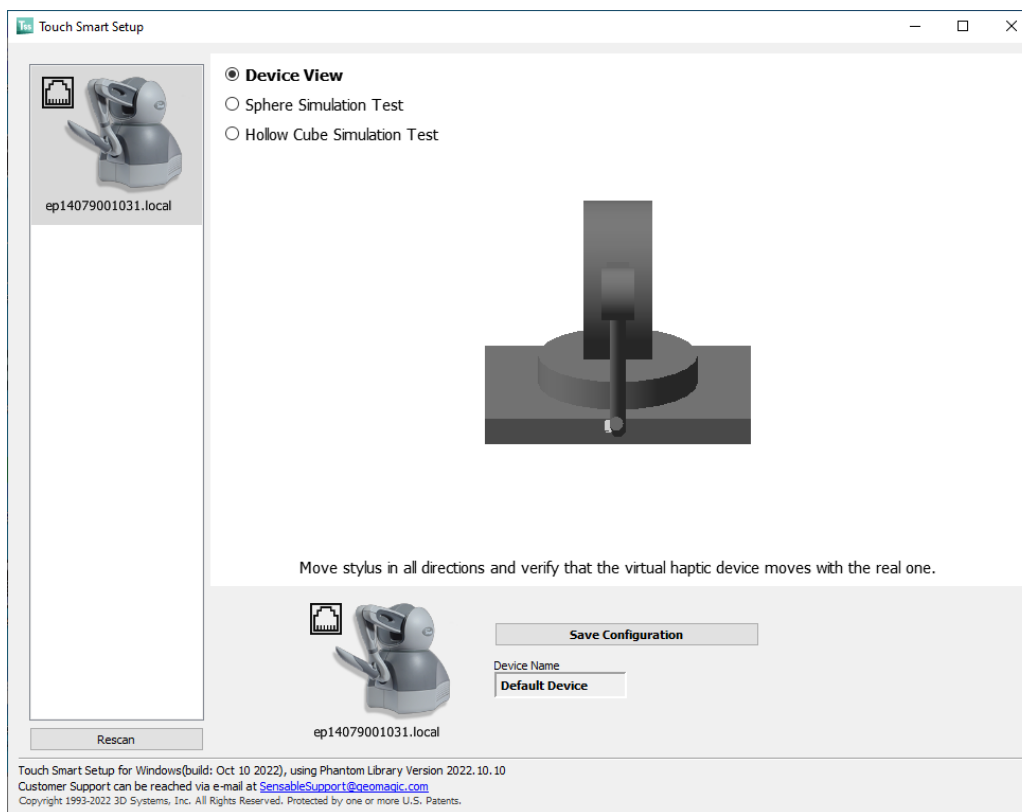 Tss Touch Smart Setup
Device View
Sphere Simulation Test
Hollow Cube Simulation Test
ep14079001031.local
Move stylus in all directions and verify that the virtual haptic device moves with the real one.
Save Configuration
Device Name
Default Device
ep14079001031.local
Rescan
Touch Smart Setup for Windows(build: Oct 10 2022), using Phantom Library Version 2022.10.10
Customer Support can be reached via e-mail at SensableSupport@geomagic.com
Copyright 1993-2022 3D Systems, Inc. All Rights Reserved. Protected by one or more U.S. Patents.